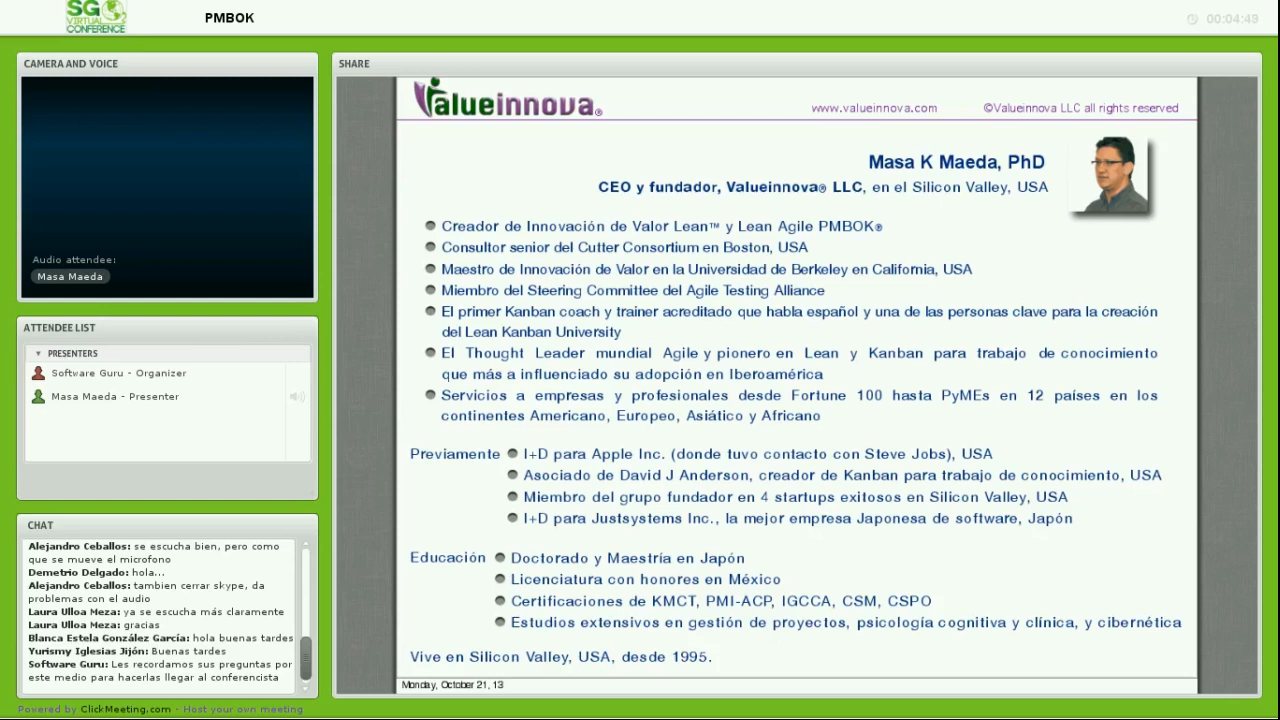 SG
VIRTUAL
CONFERENCE
PMBOK
00:04:43
CAMERA AND VOICE
Audio attendee:
Masa Maeda
ATTENDEE LIST
PRESENTERS
Software Guru - Organizer
Masa Maeda - Presenter
CHAT
Alejandro Ceballos: se escucha bien, pero como
que se mueve el microfono
Demetrio Delgado: hola...
Alejandro Ceballos: tambien cerrar skype, da
problemas con el audio
Laura Ulloa Meza: ya se escucha más claramente
Laura Ulloa Meza: gracias
Blanca Estela González García: hola buenas tardes
Yurismy Iglesias Jijón: Buenas tardes
Software Guru: Les recordamos sus preguntas por
este medio para hacerlas llegar al conferencista
Powered by ClickMeeting.com - Host your own meeting
SHARE
Valueinnova®
www.valueinnova.com ©Valueinnova LLC all rights reserved
Masa K Maeda, PhD
CEO y fundador, Valueinnova® LLC, en el Silicon Valley, USA
Creador de Innovación de Valor Lean™ y Lean Agile PMBOK®
Consultor senior del Cutter Consortium en Boston, USA
Maestro de Innovación de Valor en la Universidad de Berkeley en California, USA
Miembro del Steering Committee del Agile Testing Alliance
El primer Kanban coach y trainer acreditado que habla español y una de las personas clave para la creación
del Lean Kanban University
El Thought Leader mundial Agile y pionero en Lean y Kanban para trabajo de conocimiento
que más a influenciado su adopción en Iberoamérica
Servicios a empresas y profesionales desde Fortune 100 hasta PyMEs en 12 países en los
continentes Americano, Europeo, Asiático y Africano
Previamente I+D para Apple Inc. (donde tuvo contacto con Steve Jobs), USA
Asociado de David J Anderson, creador de Kanban para trabajo de conocimiento, USA
Miembro del grupo fundador en 4 startups exitosos en Silicon Valley, USA
I+D para Justsystems Inc., la mejor empresa Japonesa de software, Japón
Educación Doctorado y Maestría en Japón
Licenciatura con honores en México
Certificaciones de KMCT, PMI-ACP, IGCCA, CSM, CSPO
Estudios extensivos en gestión de proyectos, psicología cognitiva y clínica, y cibernética
Vive en Silicon Valley, USA, desde 1995.
Monday, October 21, 13